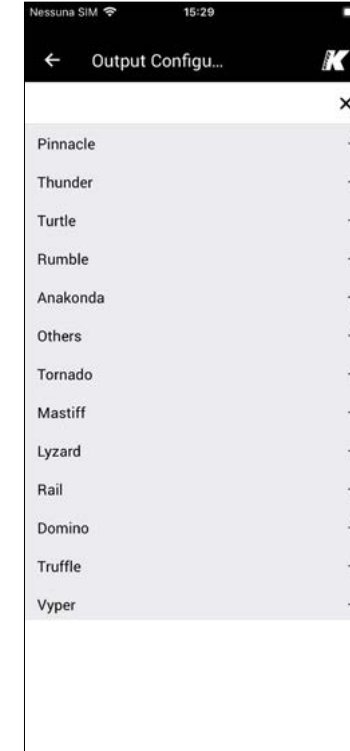 Nessuna SIM 15:29
← Output Configu... K
×
Pinnacle
Thunder
Turtle
Rumble
Anakonda
Others
Tornado
Mastiff
Lyzard
Rail
Domino
Truffle
Vyper